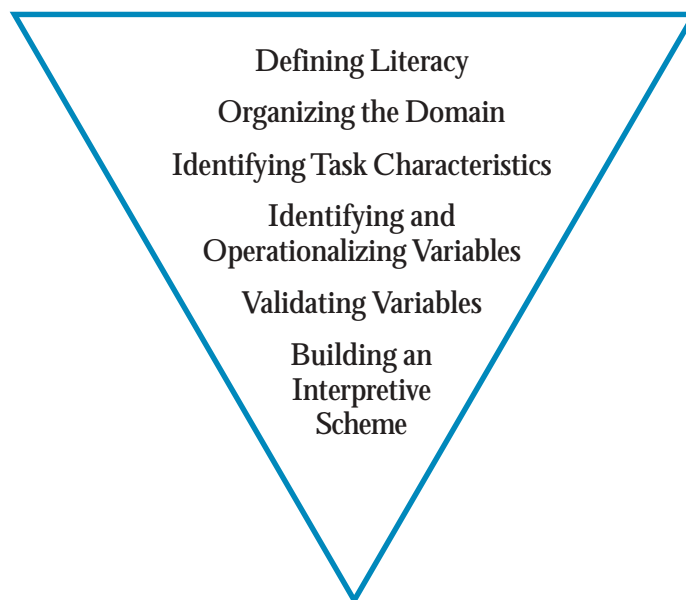 Defining Literacy
Organizing the Domain
Identifying Task Characteristics
Identifying and
Operationalizing Variables
Validating Variables
Building an
Interpretive
Scheme